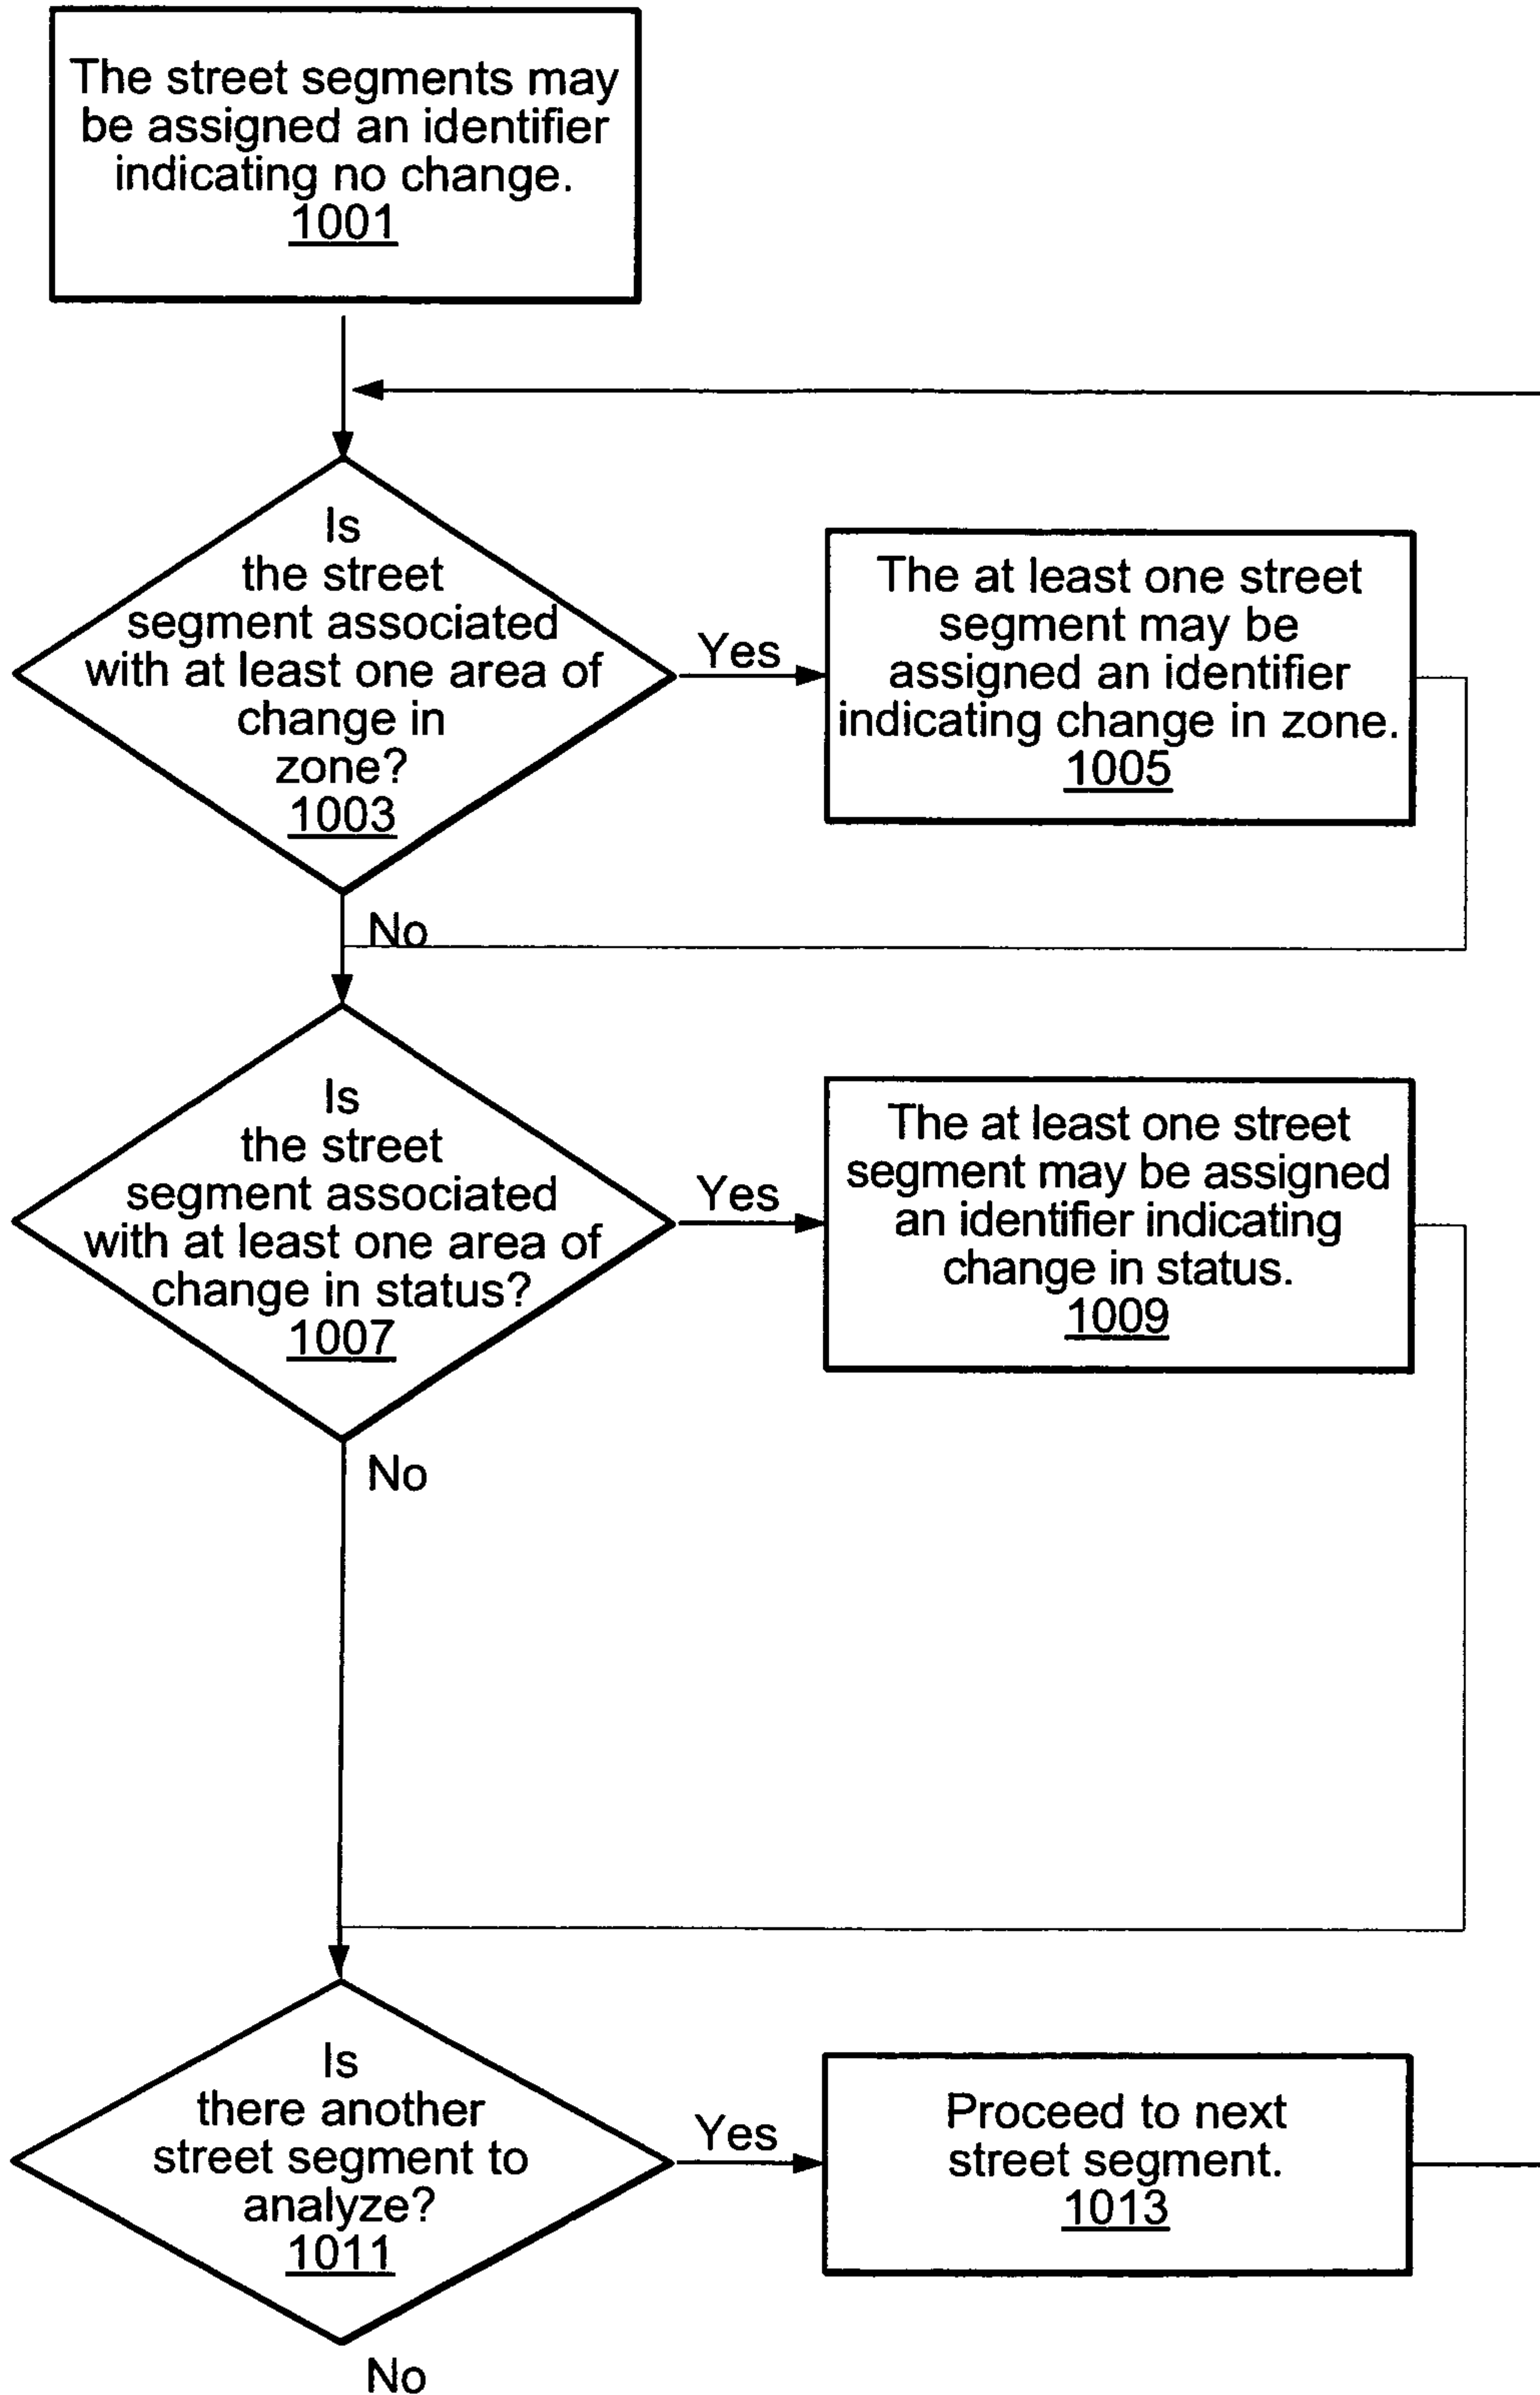 The street segments may
be assigned an identifier
indicating no change.
1001
Is
the street
segment associated
with at least one area of
change in
zone?
1003
Yes
The at least one street
segment may be
assigned an identifier
indicating change in zone.
1005
No
Is
the street
segment associated
with at least one area of
change in status?
1007
Yes
The at least one street
segment may be assigned
an identifier indicating
change in status.
1009
No
Is
there another
street segment to
analyze?
1011
Yes
Proceed to next
street segment.
1013
No